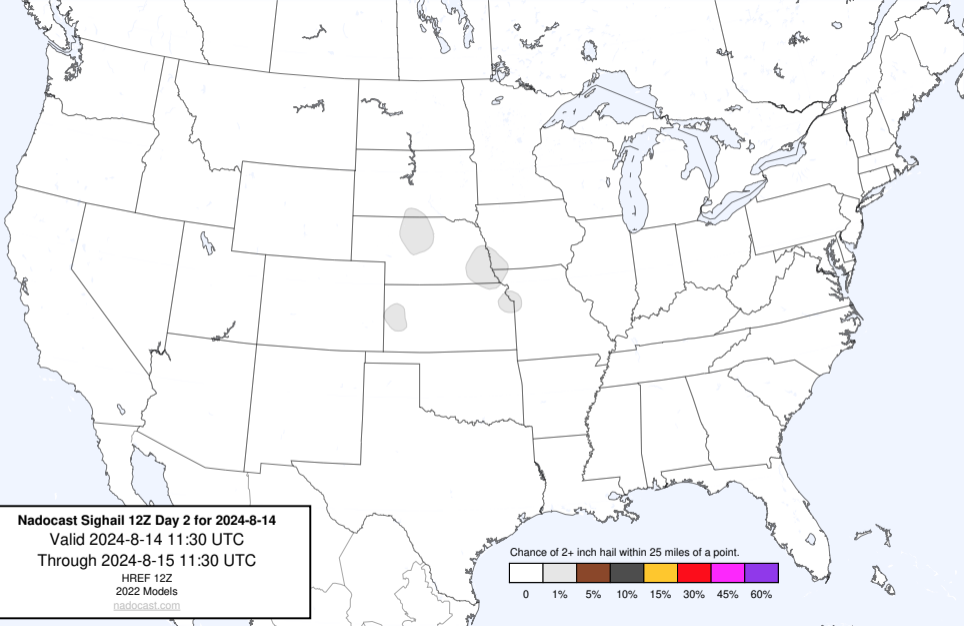 Nadocast Sighail 12Z Day 2 for 2024-8-14
Valid 2024-8-14 11:30 UTC
Through 2024-8-15 11:30 UTC
HREF 12Z
2022 Models
nadocast.com
Chance of 2+ inch hail within 25 miles of a point.
0 1% 5% 10% 15% 30% 45% 60%